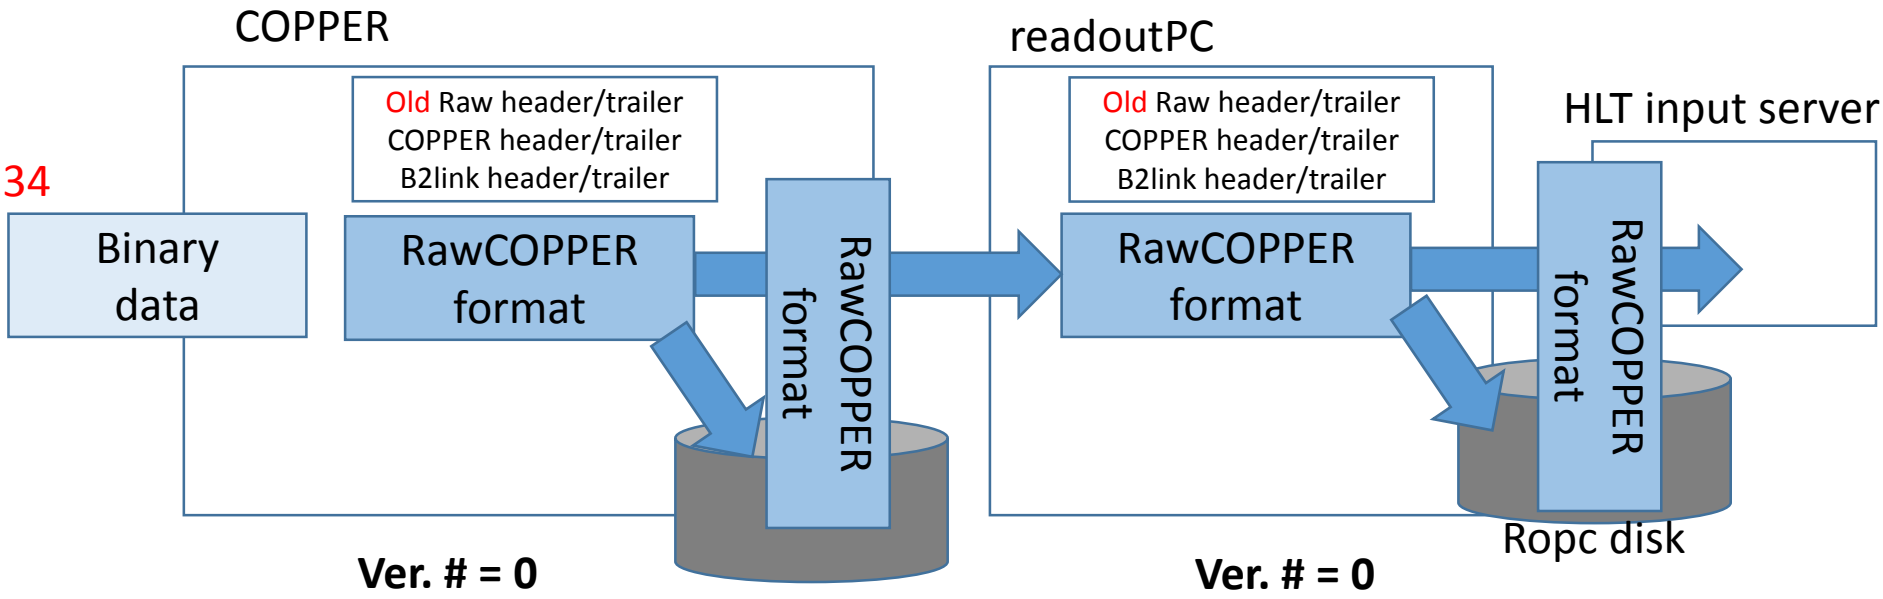 COPPER
readoutPC
HLT input server
Old Raw header/trailer
COPPER header/trailer
B2link header/trailer
Old Raw header/trailer
COPPER header/trailer
B2link header/trailer
34
Binary
data
RawCOPPER
format
RawCOPPER
format
RawCOPPER
format
RawCOPPER
format
Ropc disk
Ver. # = 0
Ver. # = 0